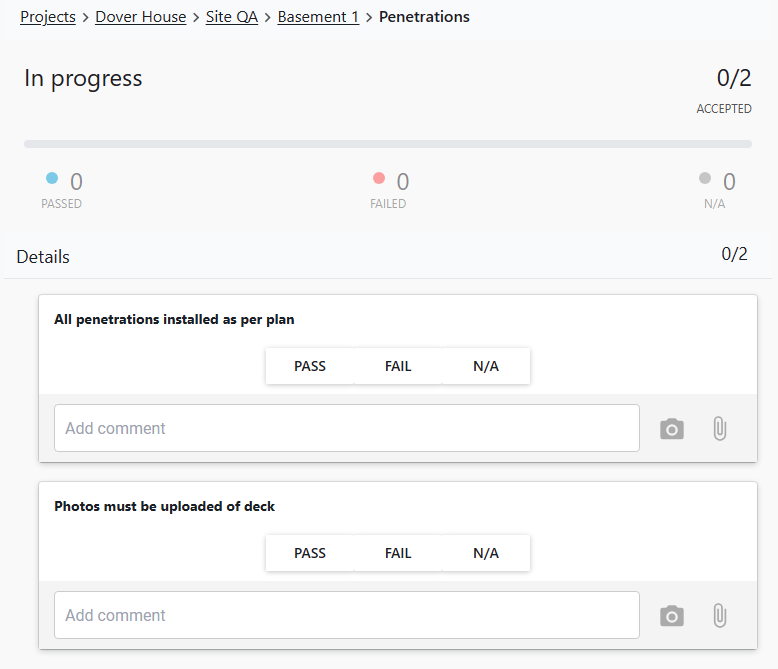 Projects > Dover House > Site QA > Basement 1 > Penetrations
In progress
0/2
ACCEPTED
0
PASSED
0
FAILED
0
N/A
Details
0/2
All penetrations installed as per plan
PASS FAIL N/A
Add comment
Photos must be uploaded of deck
PASS FAIL N/A
Add comment